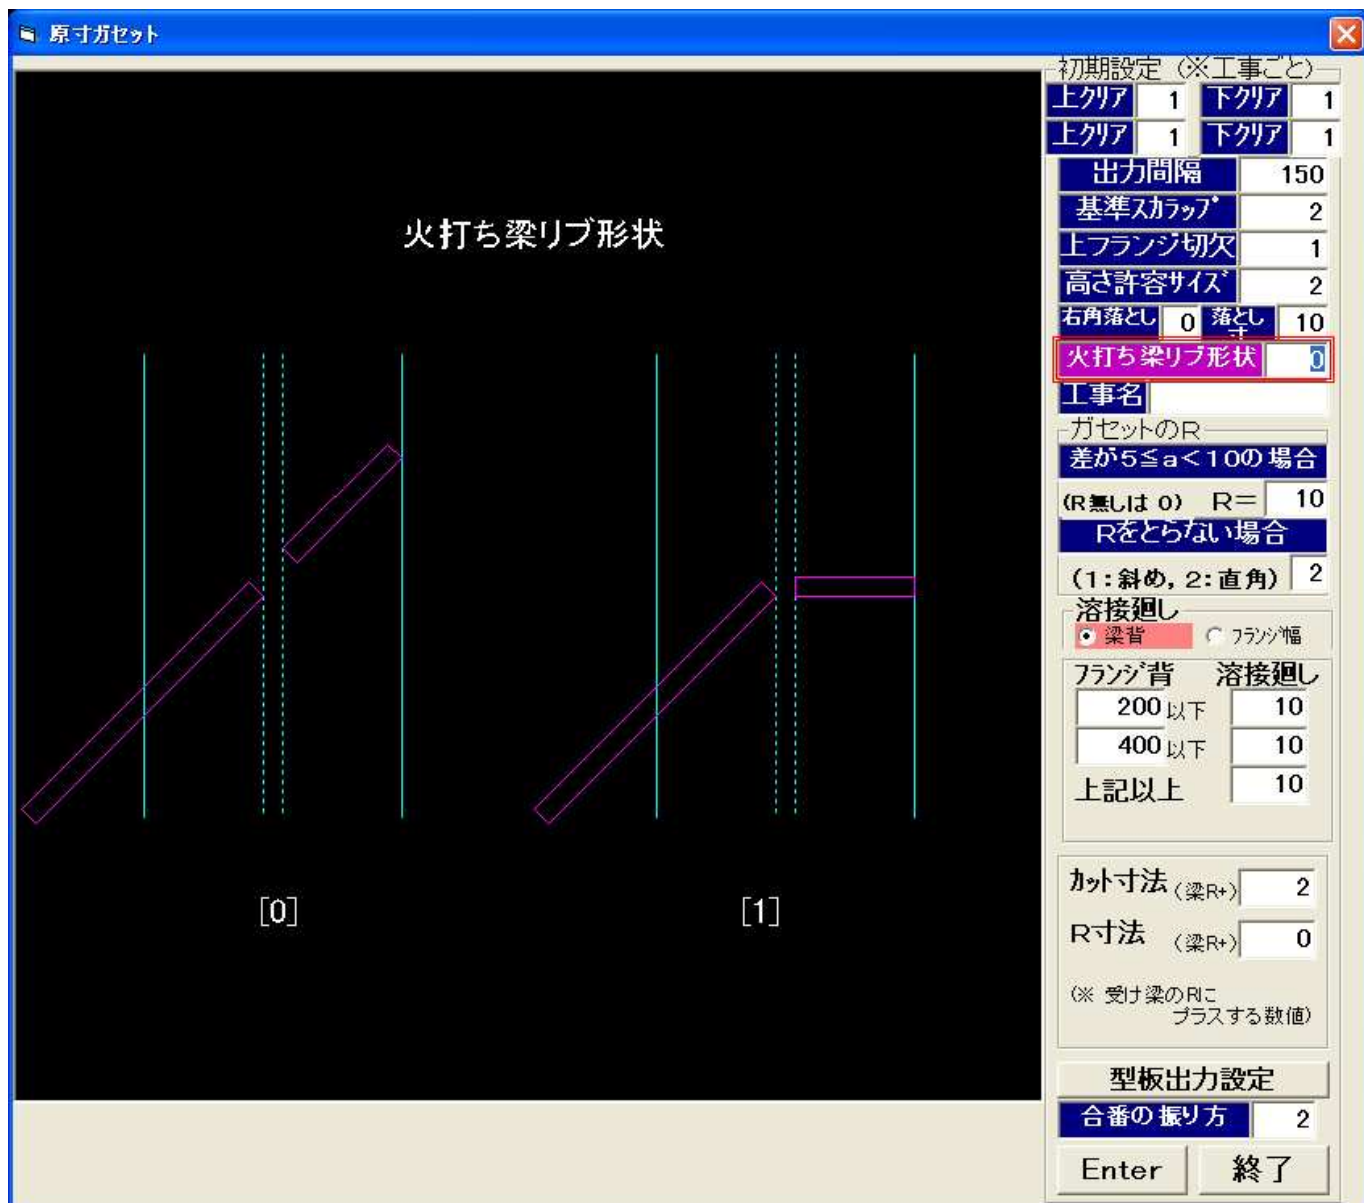 原寸ガセット
火打ち梁リブ形状
[0]
[1]
初期設定（※工事ごと）
上クリア 1 下クリア 1
上クリア 1 下クリア 1
出力間隔 150
基準スカラップ 2
上フランジ切欠 1
高さ許容サイズ 2
右角落とし 0 落とし寸 10
火打ち梁リブ形状 0
工事名
ガセットのR
差が5≦a<10の場合
(R無しは 0) R= 10
Rをとらない場合
(1:斜め, 2:直角) 2
溶接廻し
梁背 フランジ幅
フランジ背 溶接廻し
200 以下 10
400 以下 10
上記以上 10
カット寸法 (梁R+) 2
R寸法 (梁R+) 0
(※ 受け梁のRに
プラスする数値)
型板出力設定
合番の振り方 2
Enter 終了